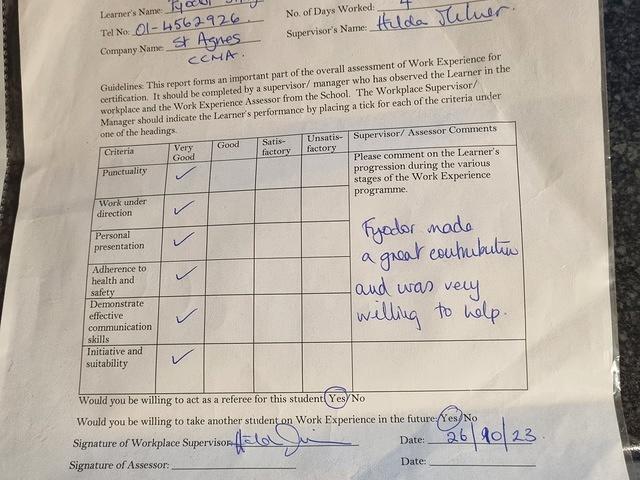 Learner's Name: Fyodor
No. of Days Worked: 4
Tel No: 01-4562926.
Supervisor's Name: Hilda
Company Name: St Agnes
CCMA.
Guidelines: This report forms an important part of the overall assessment of Work Experience for
certification. It should be completed by a supervisor/ manager who has observed the Learner in the
workplace and the Work Experience Assessor from the School. The Workplace Supervisor/
Manager should indicate the Learner's performance by placing a tick for each of the criteria under
one of the headings.
Criteria
Very Good
Good
Satis-
factory
Unsatis-
factory
Supervisor/ Assessor Comments
Punctuality ✓
Please comment on the Learner's
progression during the various
stages of the Work Experience
programme.
Work under
direction ✓
Personal
presentation ✓
Adherence to
health and
safety ✓
Demonstrate
effective
communication
skills ✓
Initiative and
suitability ✓
Fyodor made
a great contribution
and was very
willing to help.
Would you be willing to act as a referee for this student: Yes/No
Would you be willing to take another student on Work Experience in the future: Yes/No
Signature of Workplace Supervisor
Date: 26/10/23.
Signature of Assessor:
Date: